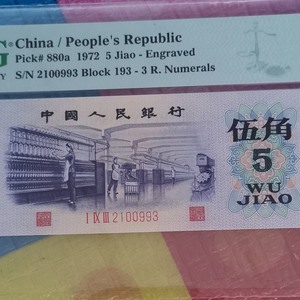 G China / People's Republic
Y Pick# 880a 1972 5 Jiao - Engraved
S/N 2100993 Block 193 - 3 R. Numerals
中國人民銀行
伍角
5
WU
JIAO
I IX III 2100993